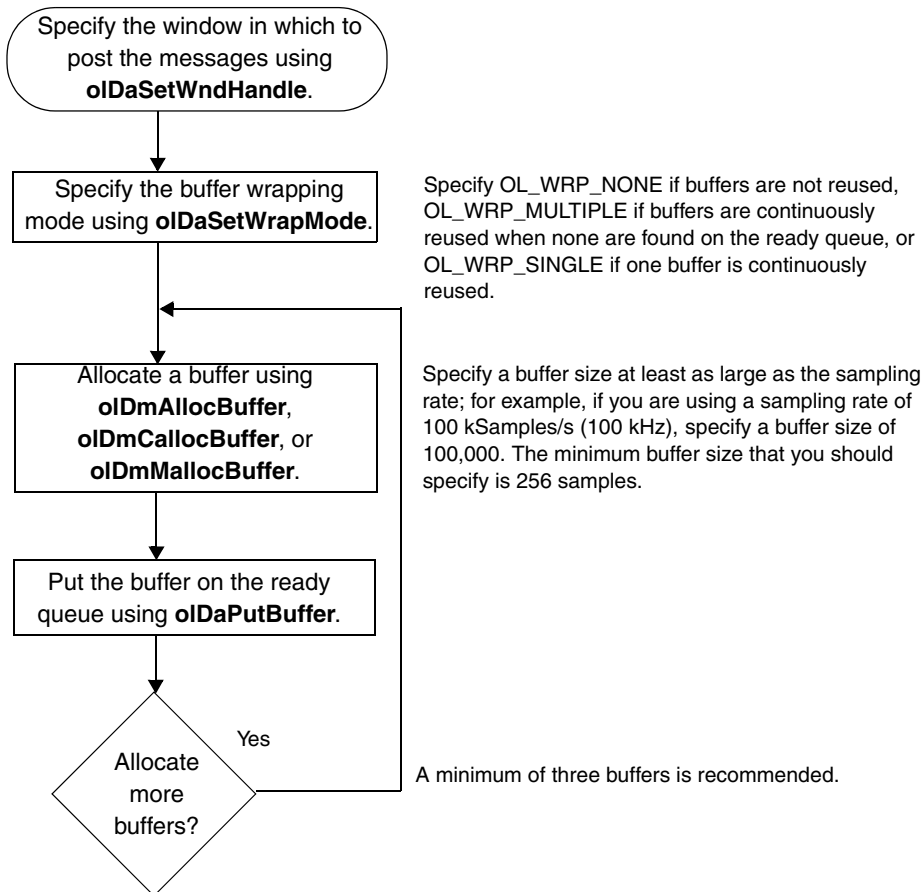 Specify the window in which to
post the messages using
olDaSetWndHandle.
Specify the buffer wrapping
mode using olDaSetWrapMode.
Specify OL_WRP_NONE if buffers are not reused,
OL_WRP_MULTIPLE if buffers are continuously
reused when none are found on the ready queue, or
OL_WRP_SINGLE if one buffer is continuously
reused.
Allocate a buffer using
olDmAllocBuffer,
olDmCallocBuffer, or
olDmMallocBuffer.
Specify a buffer size at least as large as the sampling
rate; for example, if you are using a sampling rate of
100 kSamples/s (100 kHz), specify a buffer size of
100,000. The minimum buffer size that you should
specify is 256 samples.
Put the buffer on the ready
queue using olDaPutBuffer.
Yes
Allocate
more
buffers?
A minimum of three buffers is recommended.